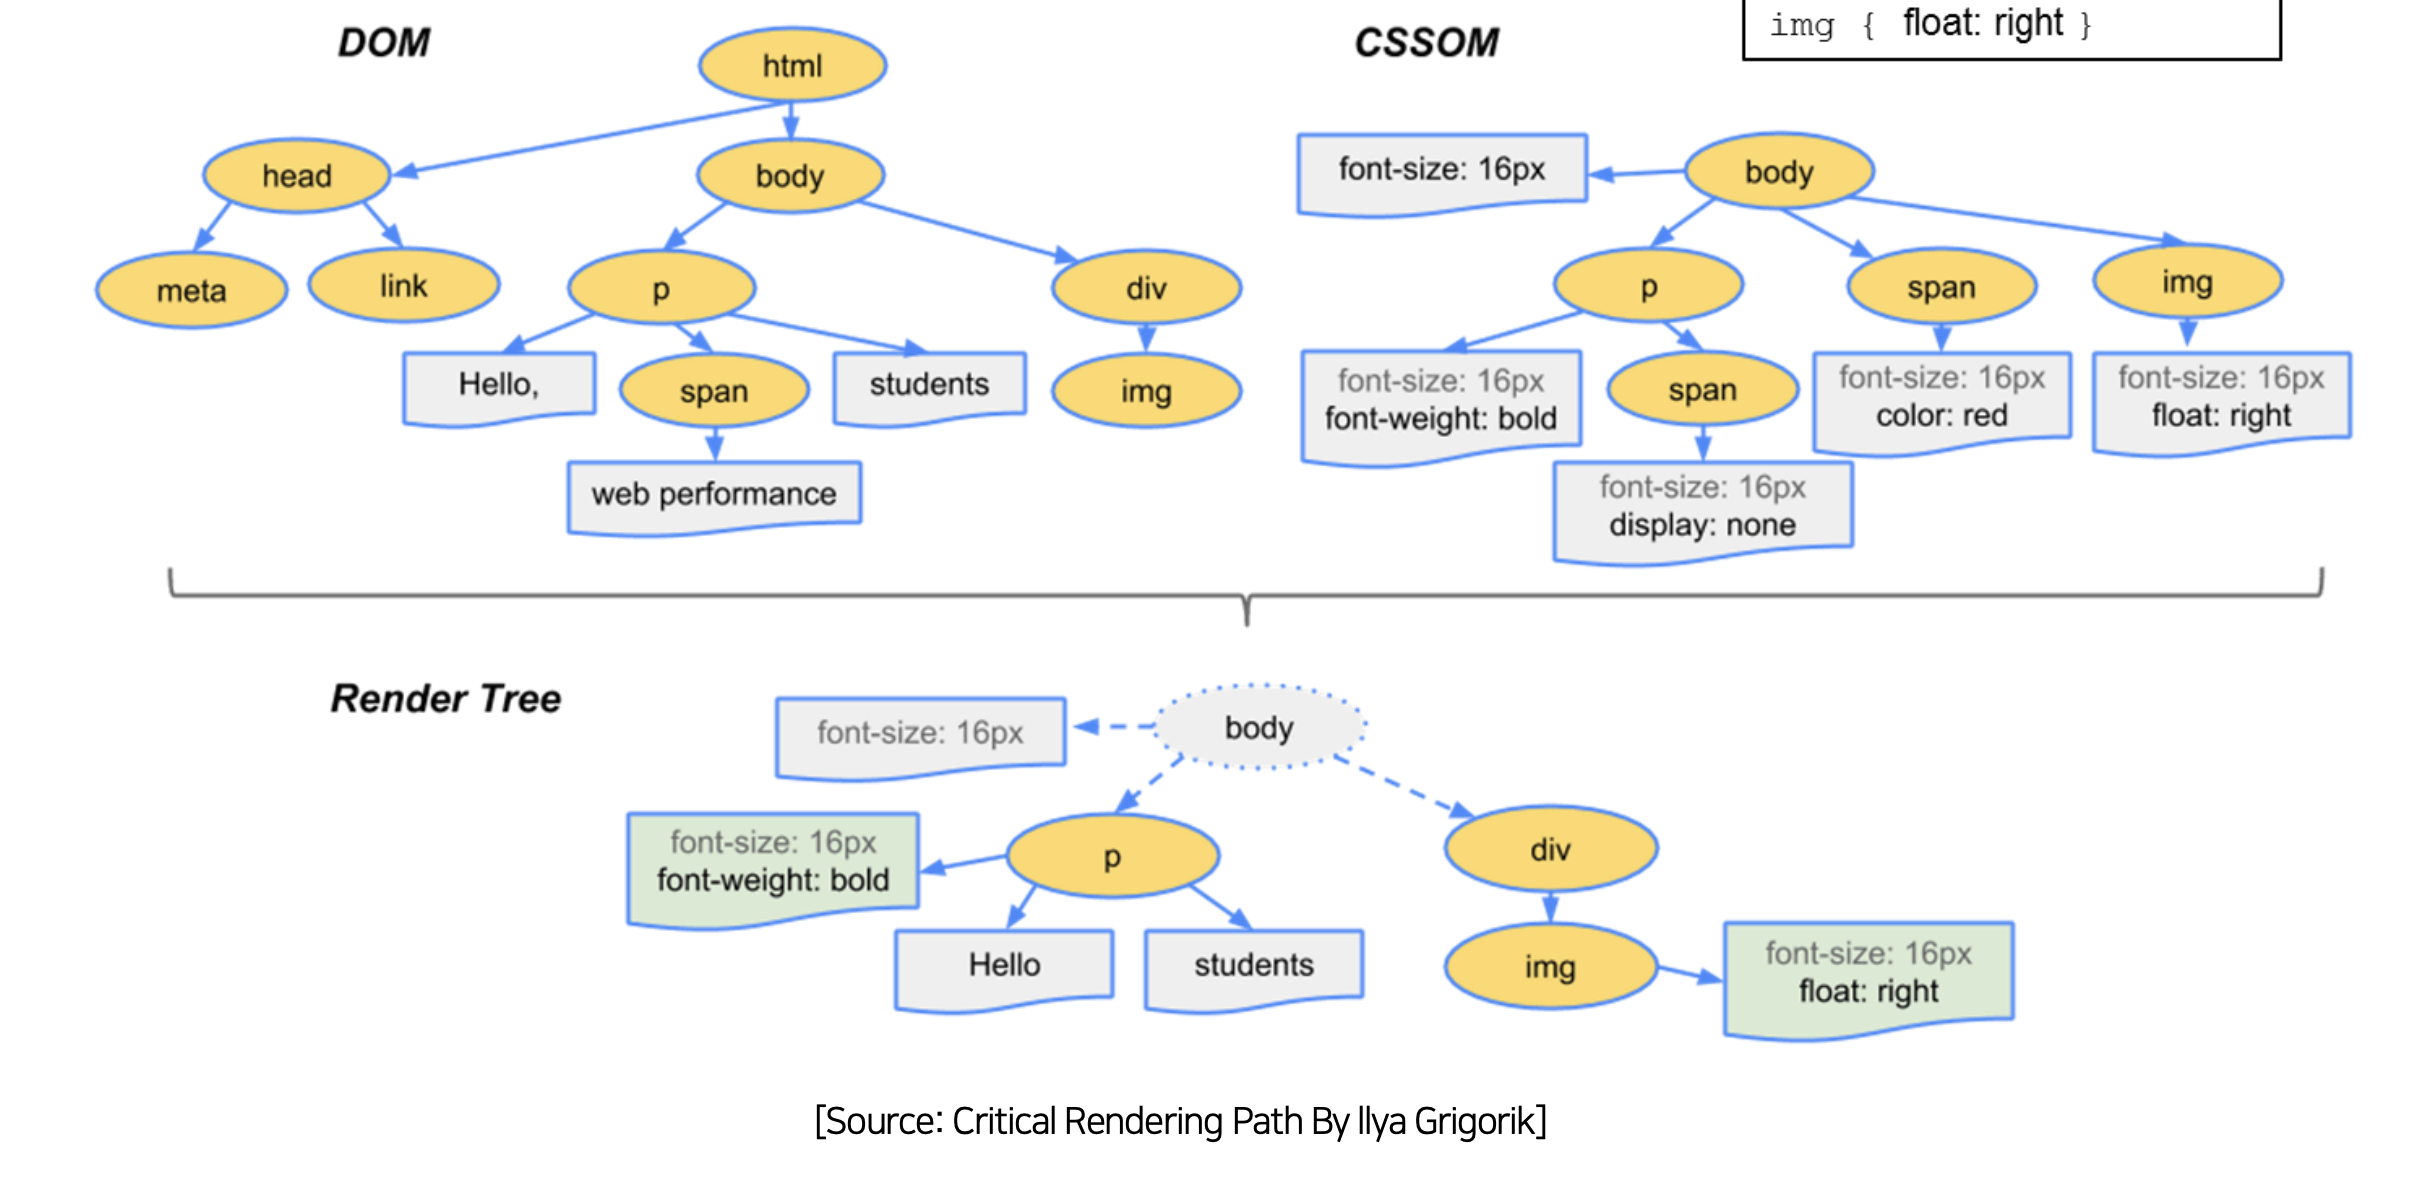 DOM
html
head
body
meta
link
p
div
Hello,
span
students
img
web performance
CSSOM
img { float: right }
font-size: 16px
body
p
span
img
font-size: 16px
font-weight: bold
span
font-size: 16px
color: red
font-size: 16px
float: right
font-size: 16px
display: none
Render Tree
font-size: 16px
body
font-size: 16px
font-weight: bold
p
div
Hello
students
img
font-size: 16px
float: right
[Source: Critical Rendering Path By Ilya Grigorik]